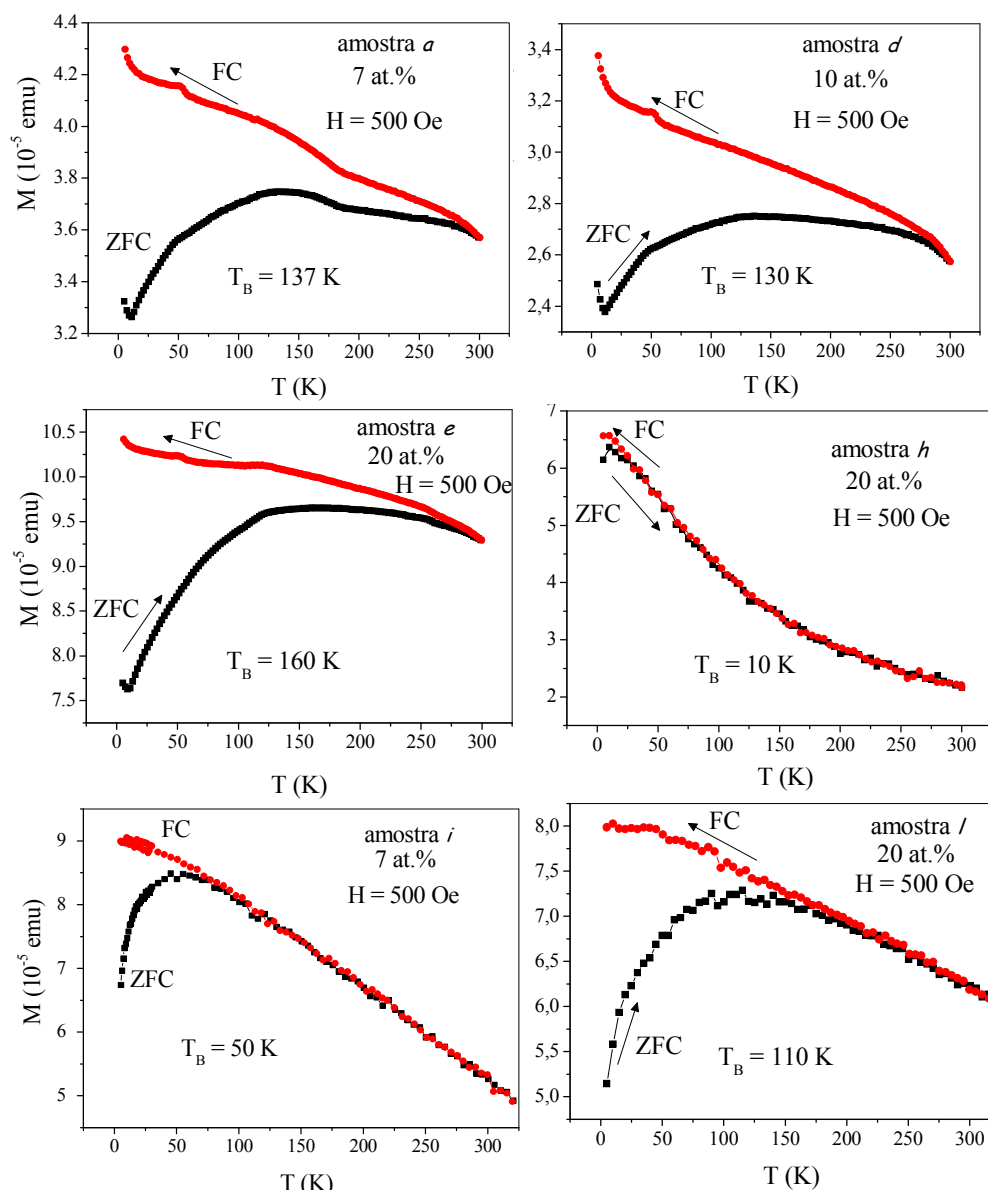 4.4
4.2
4.0
3.8
3.6
3.4
3.2
M (10⁻⁵ emu)
amostra a
7 at.%
H = 500 Oe
FC
ZFC
T_B = 137 K
0 50 100 150 200 250 300
T (K)
3,6
3,2
3,0
2,8
2,6
2,4
amostra d
10 at.%
H = 500 Oe
FC
ZFC
T_B = 130 K
0 50 100 150 200 250 300
T (K)
10.5
10.0
9.5
9.0
8.5
8.0
7.5
M (10⁻⁵ emu)
FC
amostra e
20 at.%
H = 500 Oe
ZFC
T_B = 160 K
0 50 100 150 200 250 300
T (K)
7
6
5
4
3
2
FC
amostra h
20 at.%
H = 500 Oe
ZFC
T_B = 10 K
0 50 100 150 200 250 300
T (K)
9
8
7
6
5
M (10⁻⁵ emu)
FC
amostra i
7 at.%
H = 500 Oe
ZFC
T_B = 50 K
0 50 100 150 200 250 300
T (K)
8,0
7,5
7,0
6,5
6,0
5,5
5,0
FC
amostra l
20 at.%
H = 500 Oe
ZFC
T_B = 110 K
0 50 100 150 200 250 300
T (K)